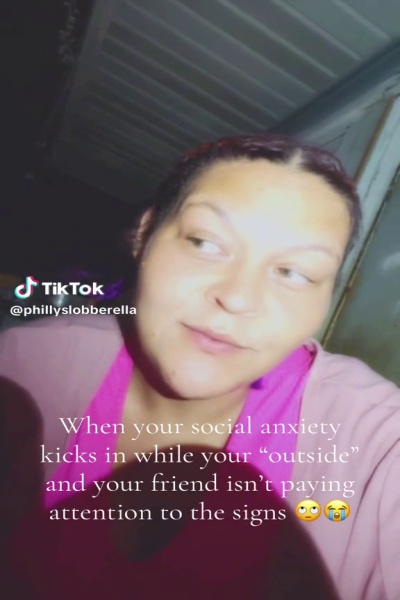 TikTok
@phillyslobberella
When your social anxiety
kicks in while your “outside”
and your friend isn’t paying
attention to the signs 🙄😭